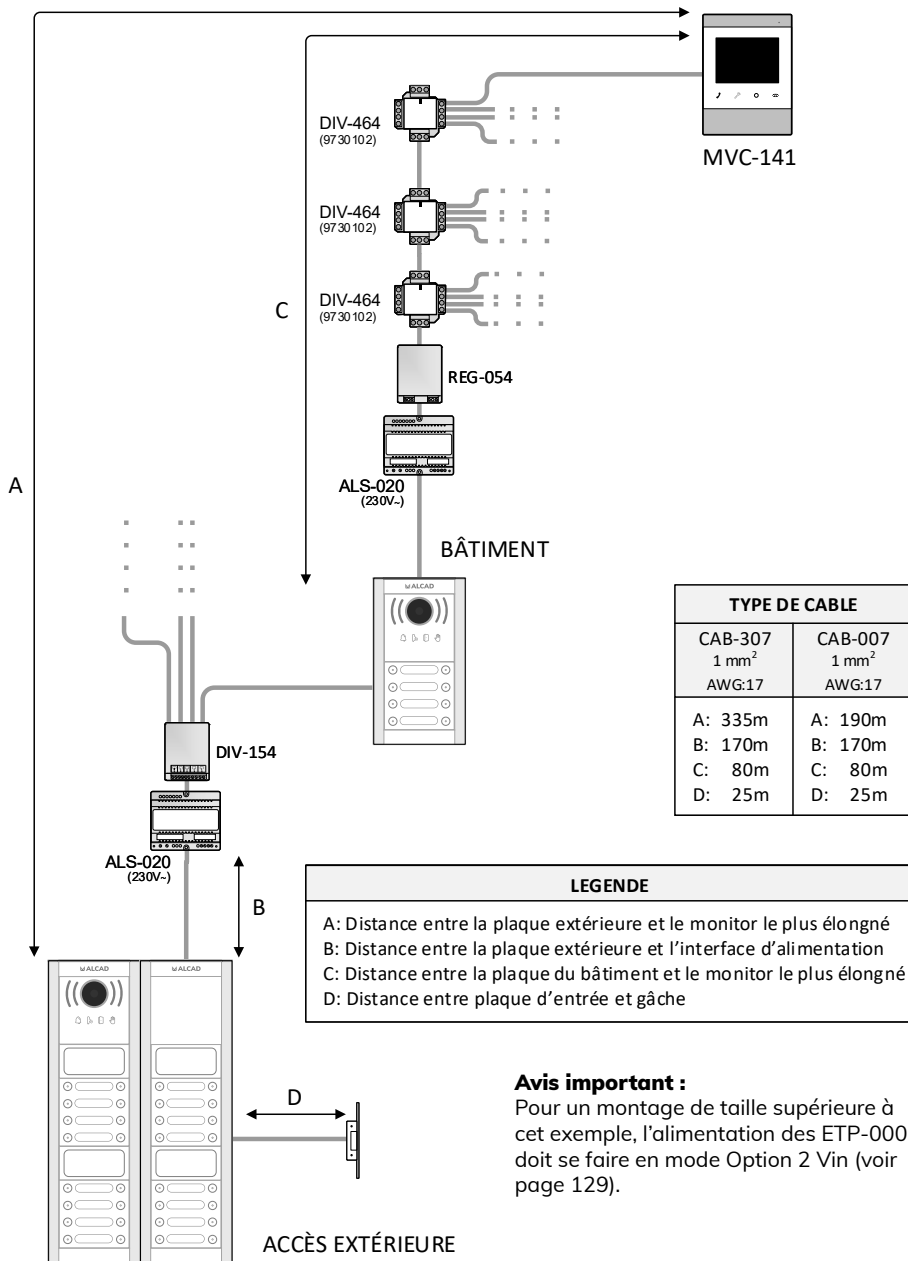 MVC-141
DIV-464
(9730102)
DIV-464
(9730102)
DIV-464
(9730102)
C
REG-054
ALS-020
(230V~)
A
BÂTIMENT
ALCAD
TYPE DE CABLE
CAB-307
1 mm²
AWG:17
CAB-007
1 mm²
AWG:17
A: 335m
B: 170m
C: 80m
D: 25m
A: 190m
B: 170m
C: 80m
D: 25m
DIV-154
ALS-020
(230V~)
B
LEGENDE
A: Distance entre la plaque extérieure et le monitor le plus élongné
B: Distance entre la plaque extérieure et l’interface d’alimentation
C: Distance entre la plaque du bâtiment et le monitor le plus élongné
D: Distance entre plaque d’entrée et gâche
ALCAD
ALCAD
D
Avis important :
Pour un montage de taille supérieure à
cet exemple, l’alimentation des ETP-000
doit se faire en mode Option 2 Vin (voir
page 129).
ACCÈS EXTÉRIEURE